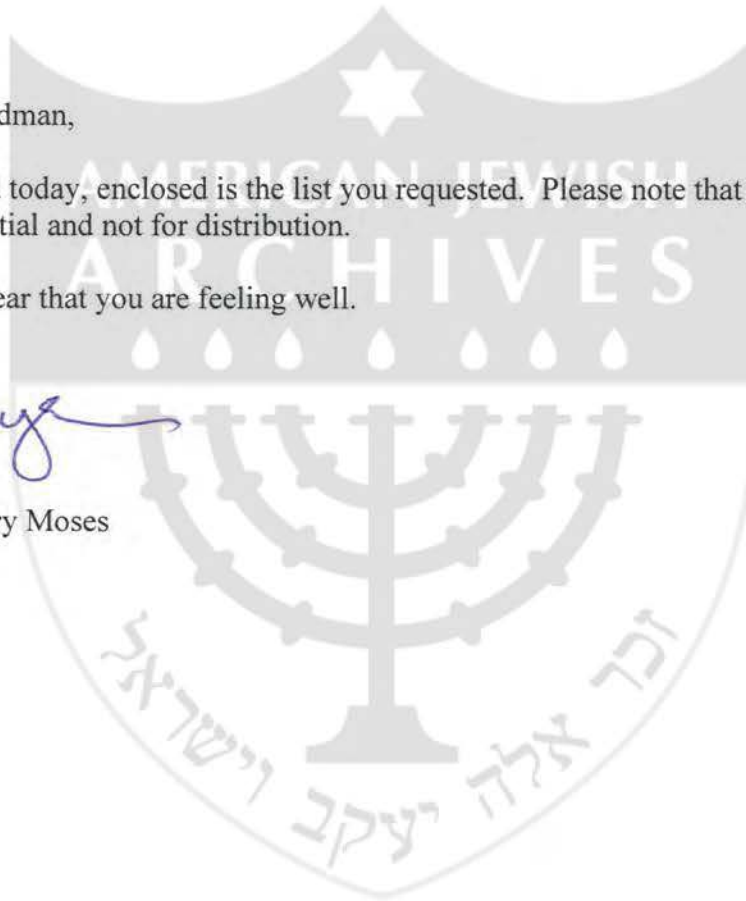 dman,
today, enclosed is the list you requested. Please note that
AMERICAN JEWISH
tial and not for distribution.
ARCHIVES
ear that you are feeling well.
ry Moses
זכר אלה יעקב וישראל